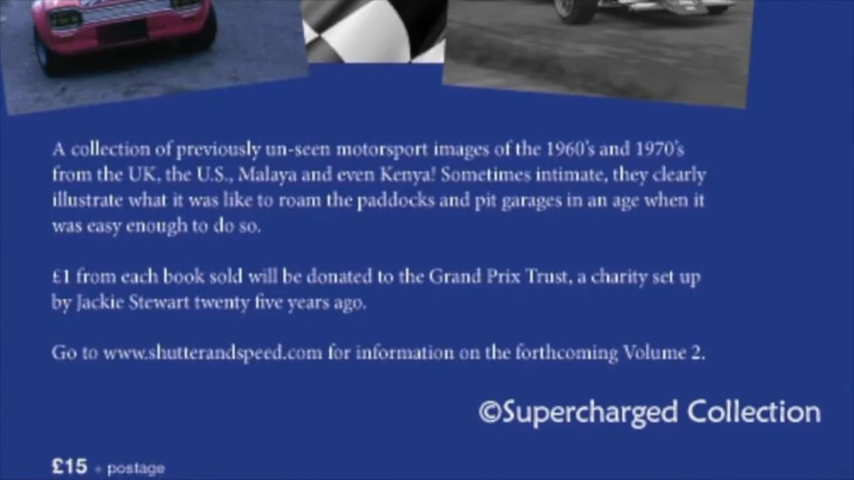 A collection of previously un-seen motorsport images of the 1960's and 1970's
from the UK, the U.S., Malaya and even Kenya! Sometimes intimate, they clearly
illustrate what it was like to roam the paddocks and pit garages in an age when it
was easy enough to do so.
£1 from each book sold will be donated to the Grand Prix Trust, a charity set up
by Jackie Stewart twenty five years ago.
Go to www.shutterandspeed.com for information on the forthcoming Volume 2.
©Supercharged Collection
£15 + postage